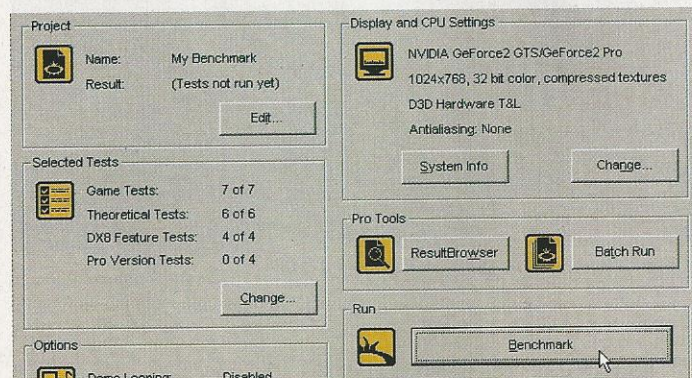 Project
Name: My Benchmark
Result: (Tests not run yet)
Edit...
Selected Tests
Game Tests: 7 of 7
Theoretical Tests: 6 of 6
DX8 Feature Tests: 4 of 4
Pro Version Tests: 0 of 4
Change...
Options
Demo Looping: Disabled
Display and CPU Settings
NVIDIA GeForce2 GTS/GeForce2 Pro
1024x768, 32 bit color, compressed textures
D3D Hardware T&L
Antialiasing: None
System Info
Change...
Pro Tools
ResultBrowser
Batch Run
Run
Benchmark